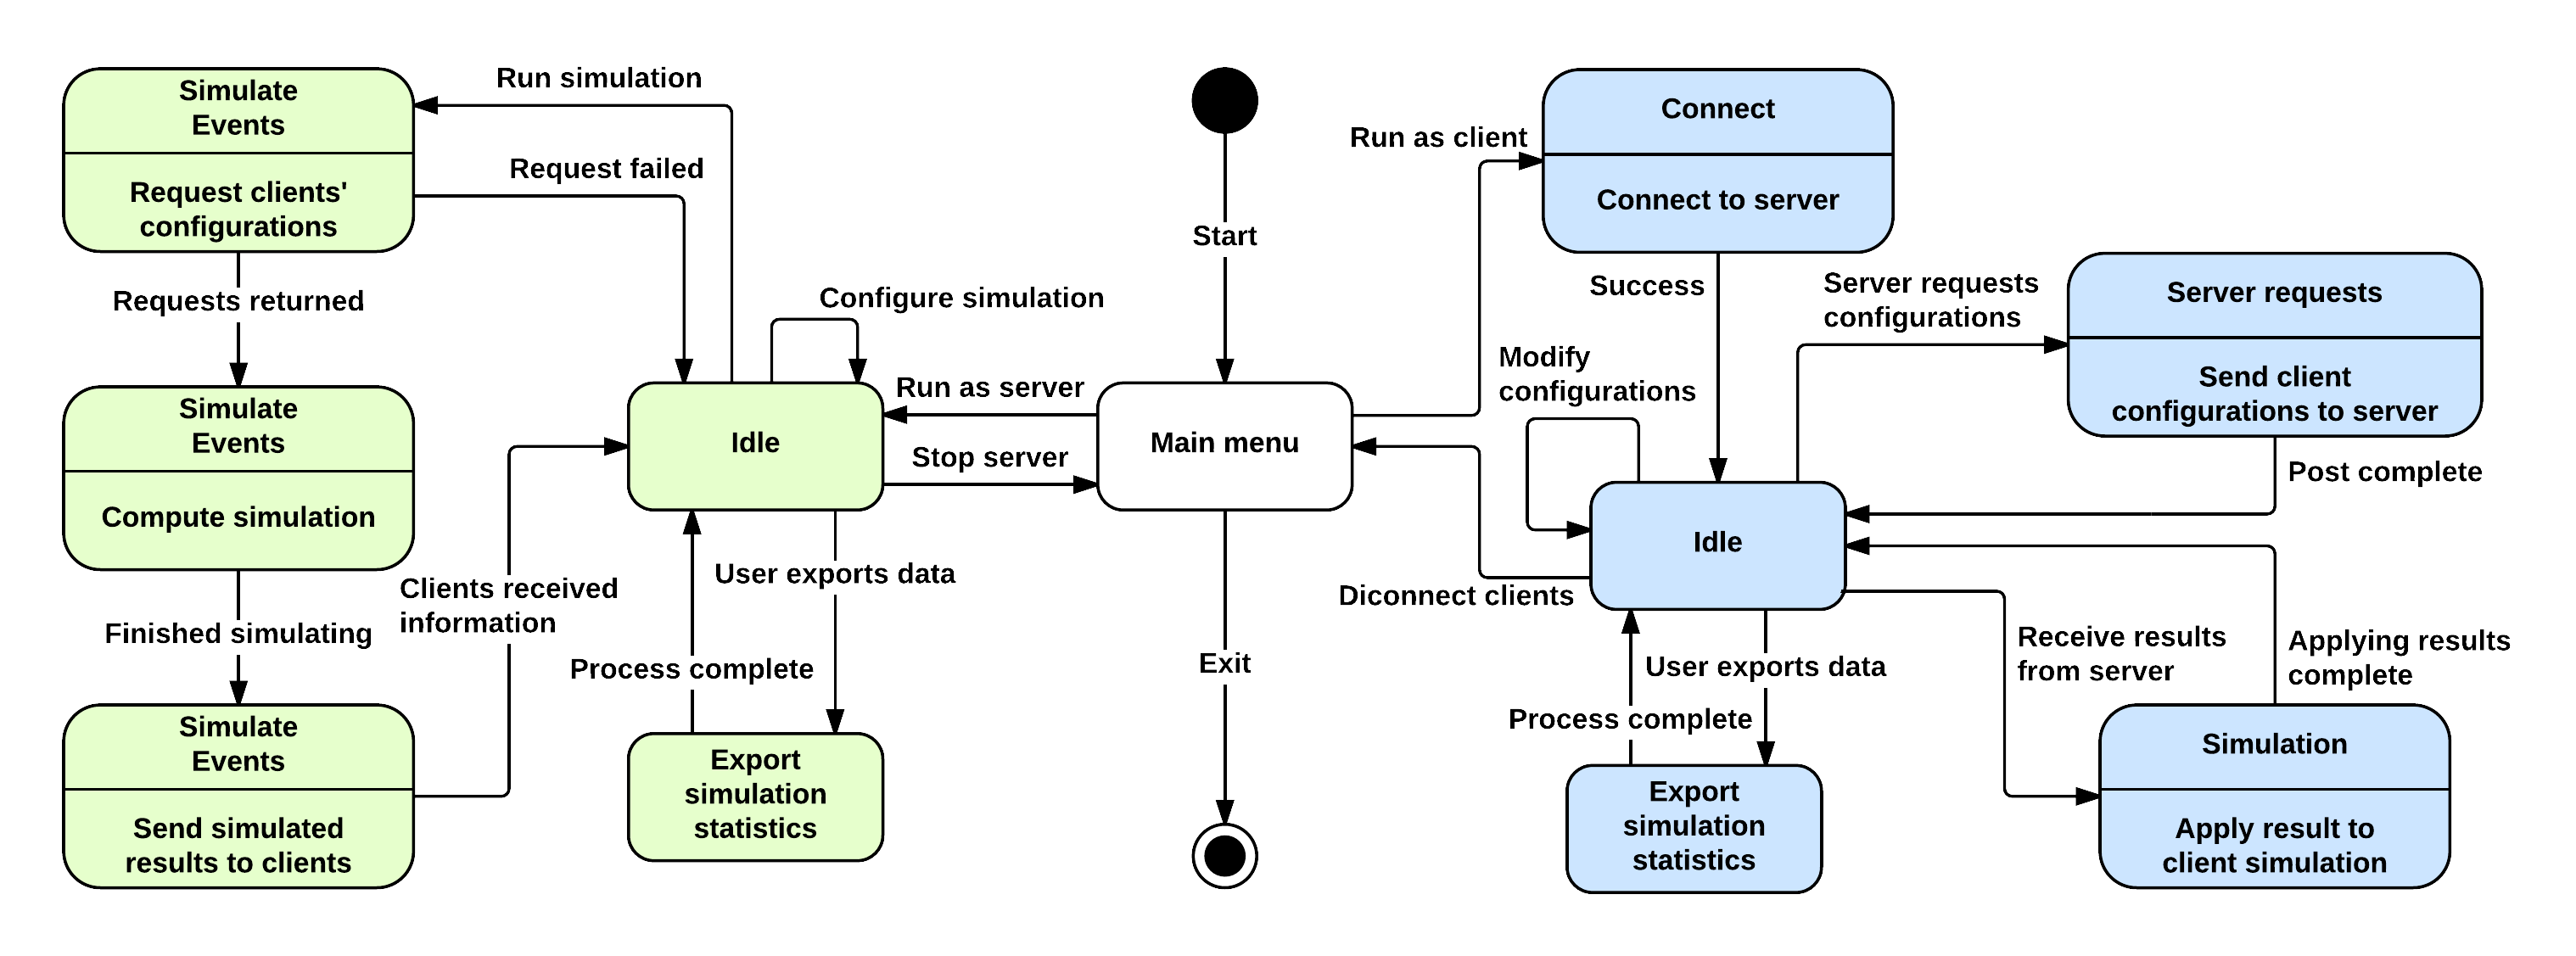 Simulate
Events
Request clients'
configurations
Run simulation
Request failed
Requests returned
Simulate
Events
Compute simulation
Finished simulating
Simulate
Events
Send simulated
results to clients
Clients received
information
Configure simulation
Idle
Run as server
Stop server
User exports data
Process complete
Export
simulation
statistics
Start
Main menu
Exit
Run as client
Connect
Connect to server
Success
Modify
configurations
Server requests
configurations
Server requests
Send client
configurations to server
Post complete
Idle
Diconnect clients
User exports data
Process complete
Export
simulation
statistics
Receive results
from server
Applying results
complete
Simulation
Apply result to
client simulation